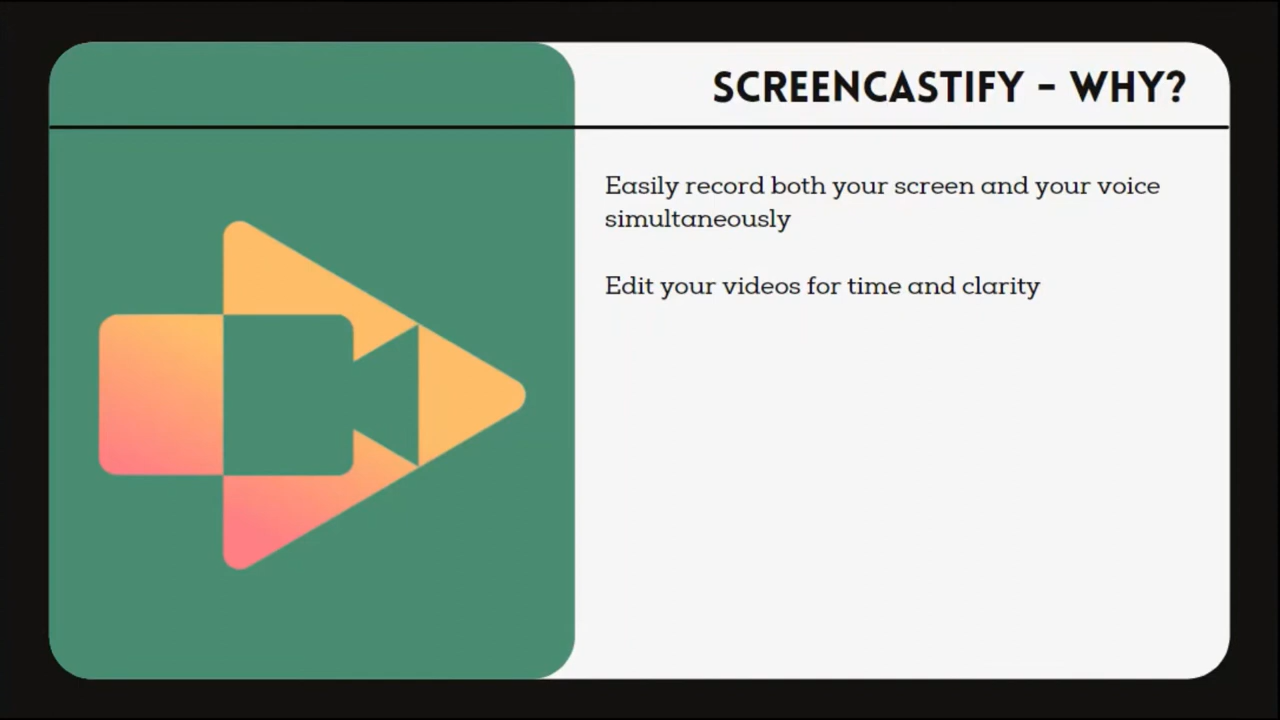 SCREENCASTIFY - WHY?
Easily record both your screen and your voice
simultaneously
Edit your videos for time and clarity